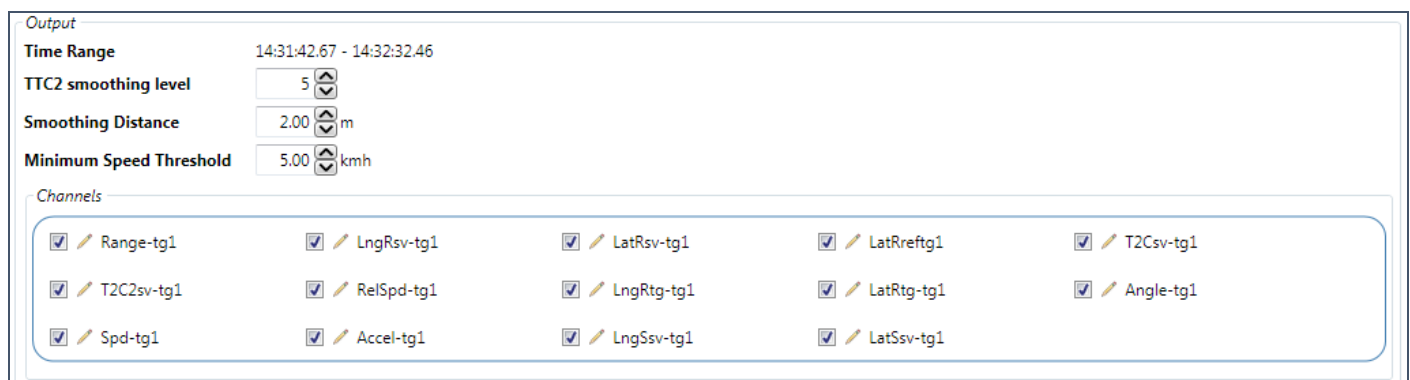 Output
Time Range 14:31:42.67 - 14:32:32.46
TTC2 smoothing level 5
Smoothing Distance 2.00 m
Minimum Speed Threshold 5.00 kmh
Channels
Range-tg1 LngRsv-tg1 LatRsv-tg1 LatRreftg1 T2Csv-tg1
T2C2sv-tg1 RelSpd-tg1 LngRtg-tg1 LatRtg-tg1 Angle-tg1
Spd-tg1 Accel-tg1 LngSsv-tg1 LatSsv-tg1